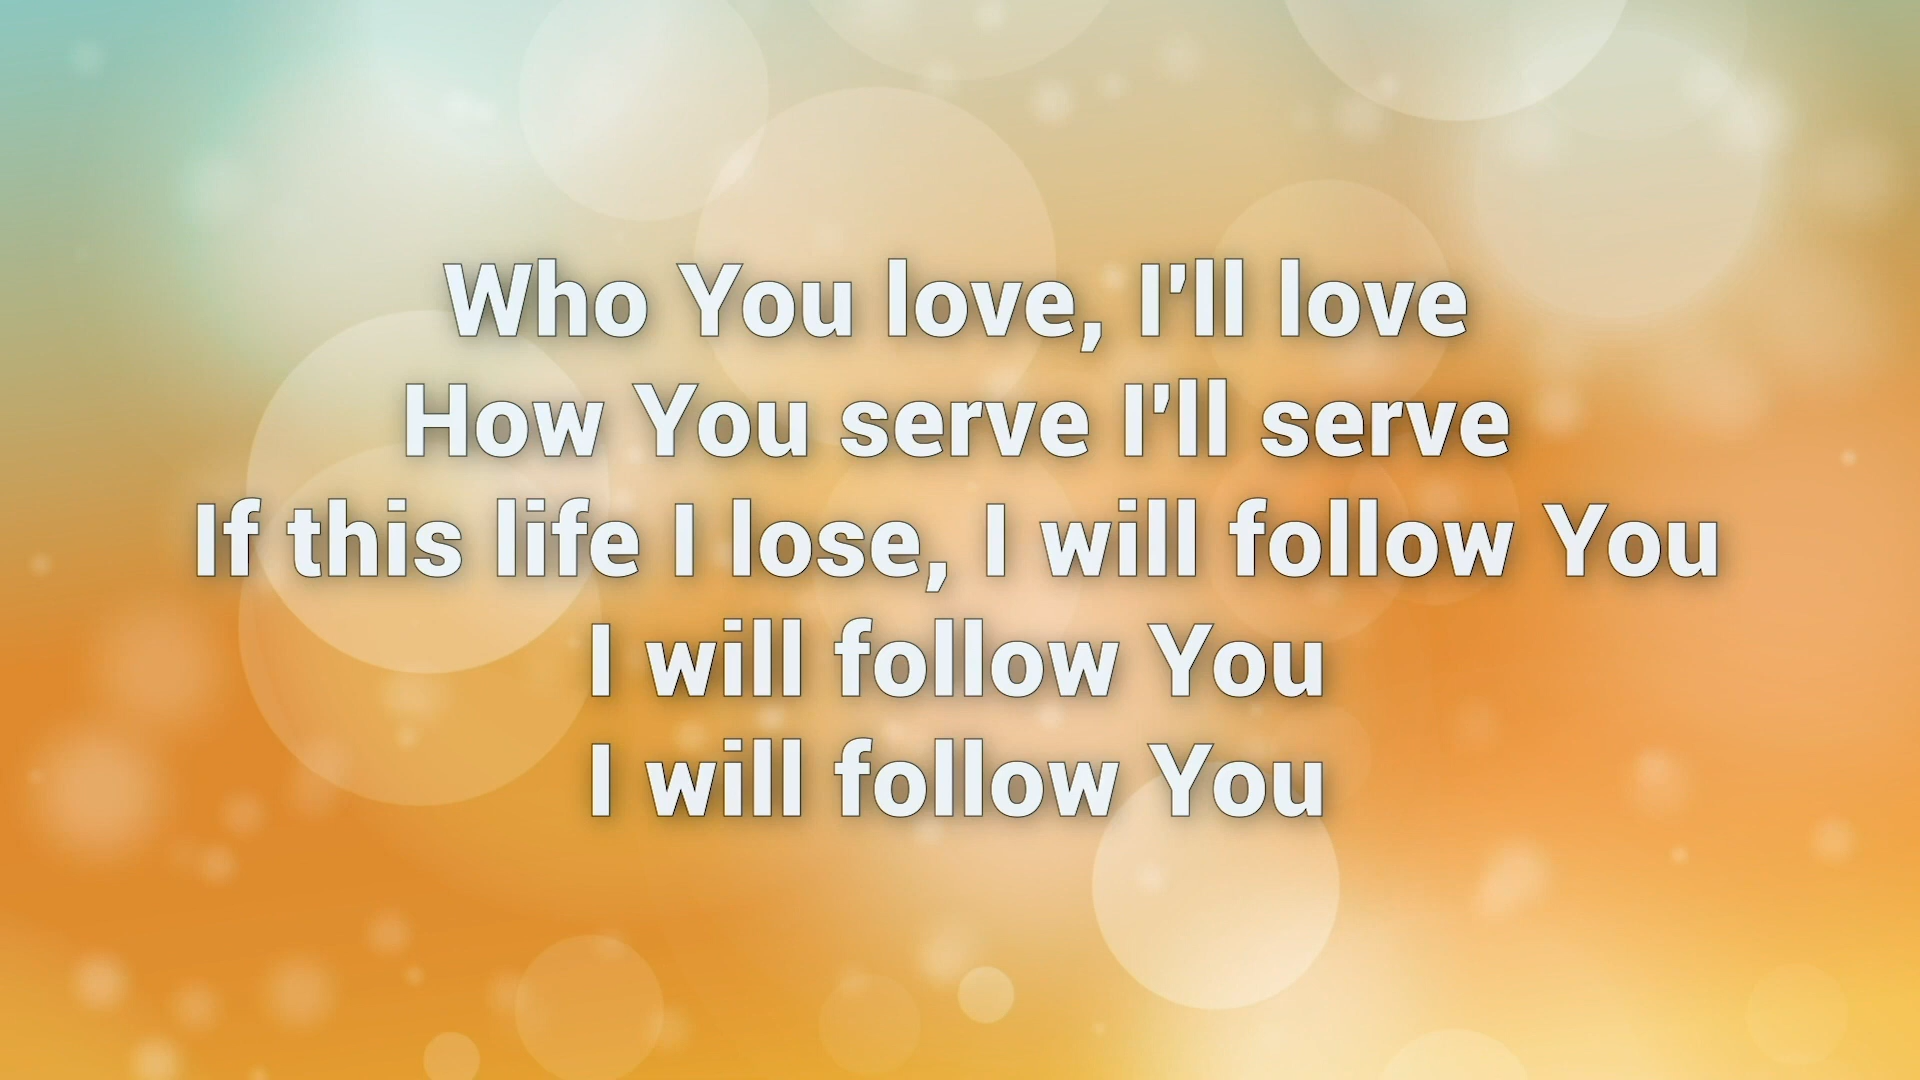 Who You love, I'll love
How You serve I'll serve
If this life I lose, I will follow You
I will follow You
I will follow You